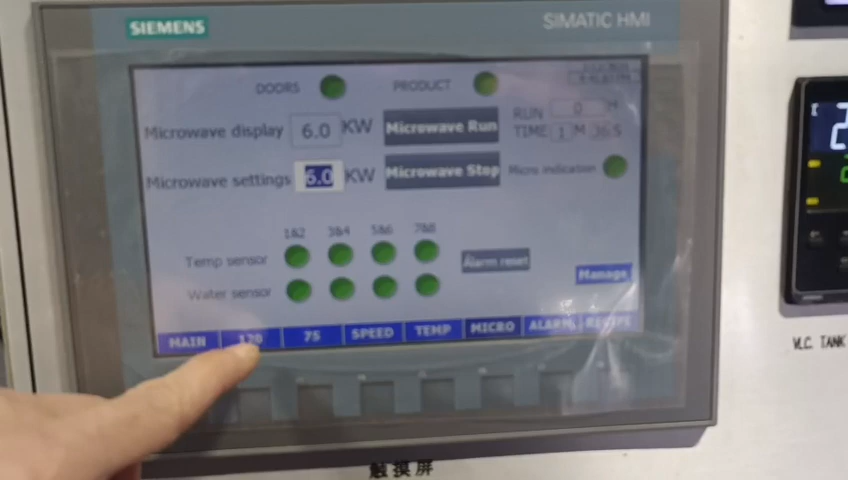 SIEMENS
SIMATIC HMI
DOORS
PRODUCT
Microwave display 6.0 KW
Microwave Run
RUN 0 H
TIME 1 M 36 S
Microwave settings 6.0 KW
Microwave Stop
Micro indication
1&2 3&4 5&6 7&8
Temp sensor
Alarm reset
Manage
Water sensor
MAIN 170 75 SPEED TEMP MICRO ALARM RECIPE
V.C. TANK
触摸屏